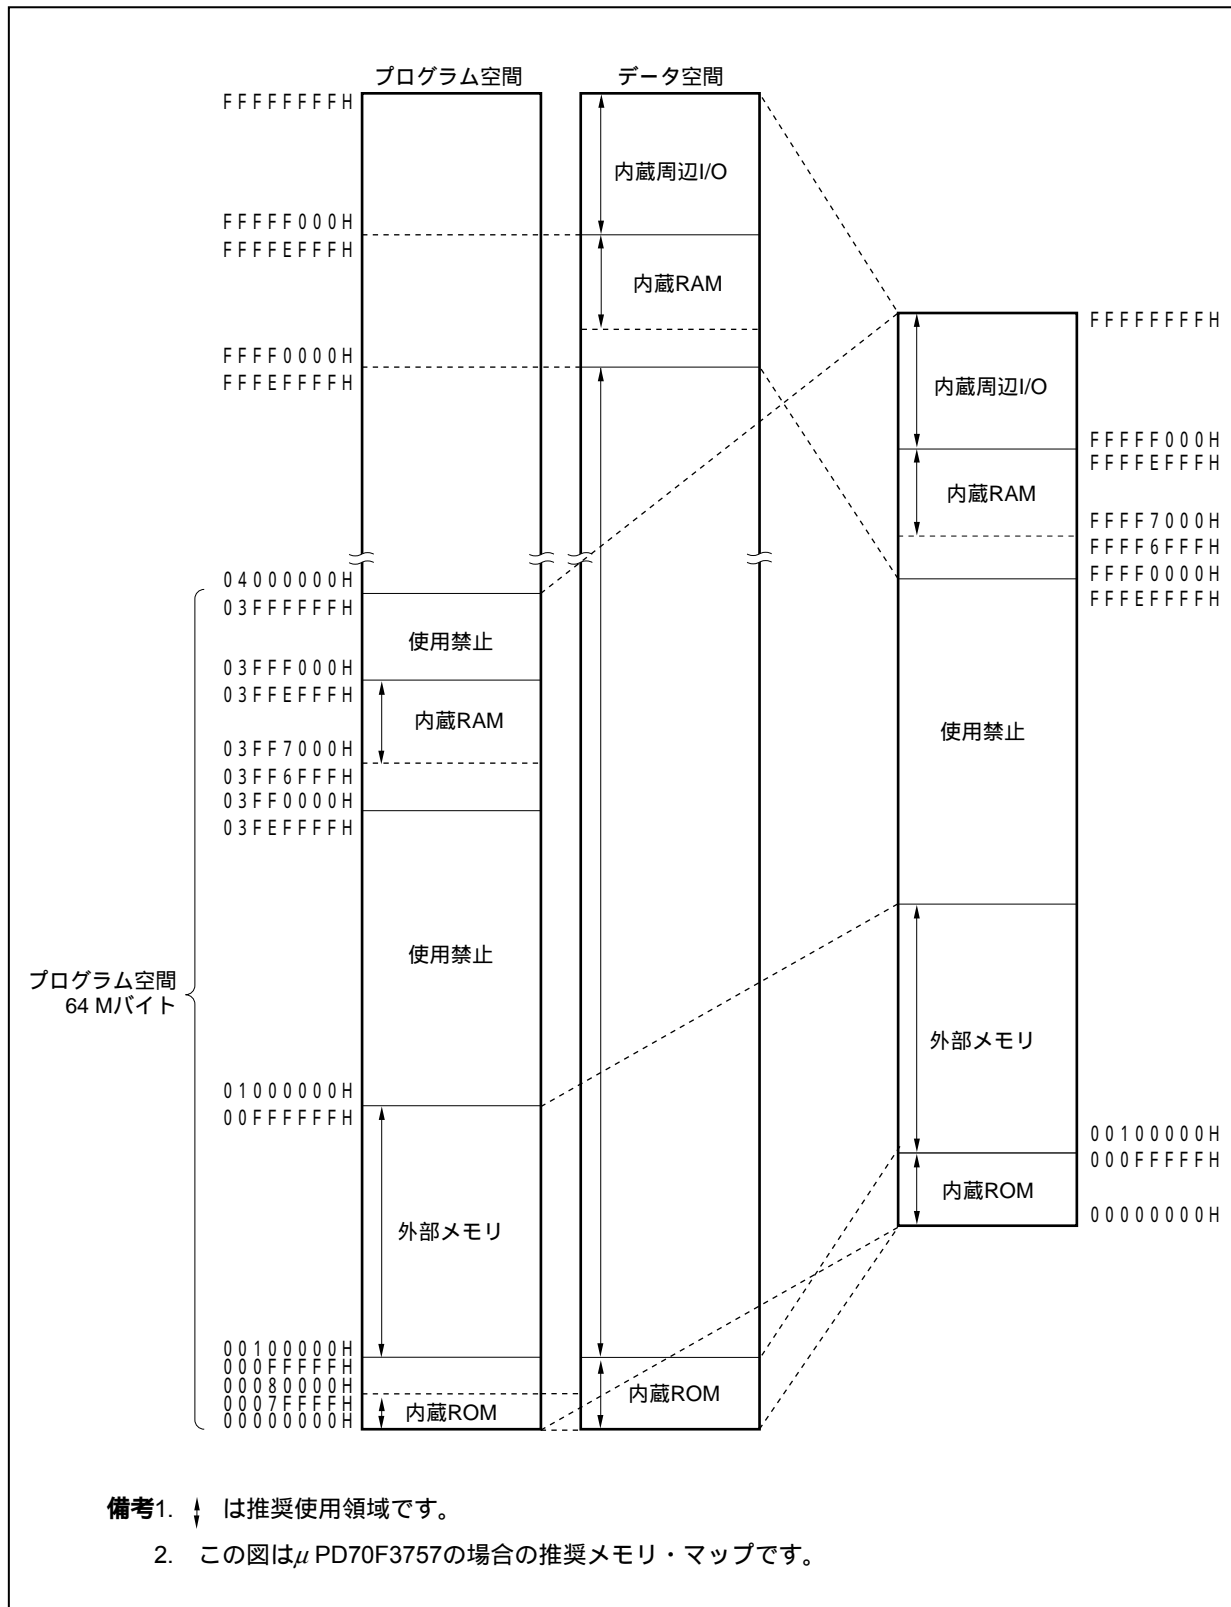 プログラム空間
データ空間
FFFFFFFFH
内蔵周辺I/O
FFFFF000H
FFFFEFFFH
内蔵RAM
FFFF0000H
FFFEFFFFH
04000000H
03FFFFFFH
使用禁止
03FFF000H
03FFEFFFH
内蔵RAM
03FF7000H
03FF6FFFH
03FF0000H
03FEFFFFH
使用禁止
プログラム空間
64 Mバイト
01000000H
00FFFFFFH
外部メモリ
00100000H
000FFFFFH
00080000H
0007FFFFH
00000000H
内蔵ROM
内蔵ROM
FFFFFFFFH
内蔵周辺I/O
FFFFF000H
FFFFEFFFH
内蔵RAM
FFFF7000H
FFFF6FFFH
FFFF0000H
FFFEFFFFH
使用禁止
外部メモリ
00100000H
000FFFFFH
内蔵ROM
00000000H
備考1. ↕ は推奨使用領域です。
2. この図はμPD70F3757の場合の推奨メモリ・マップです。